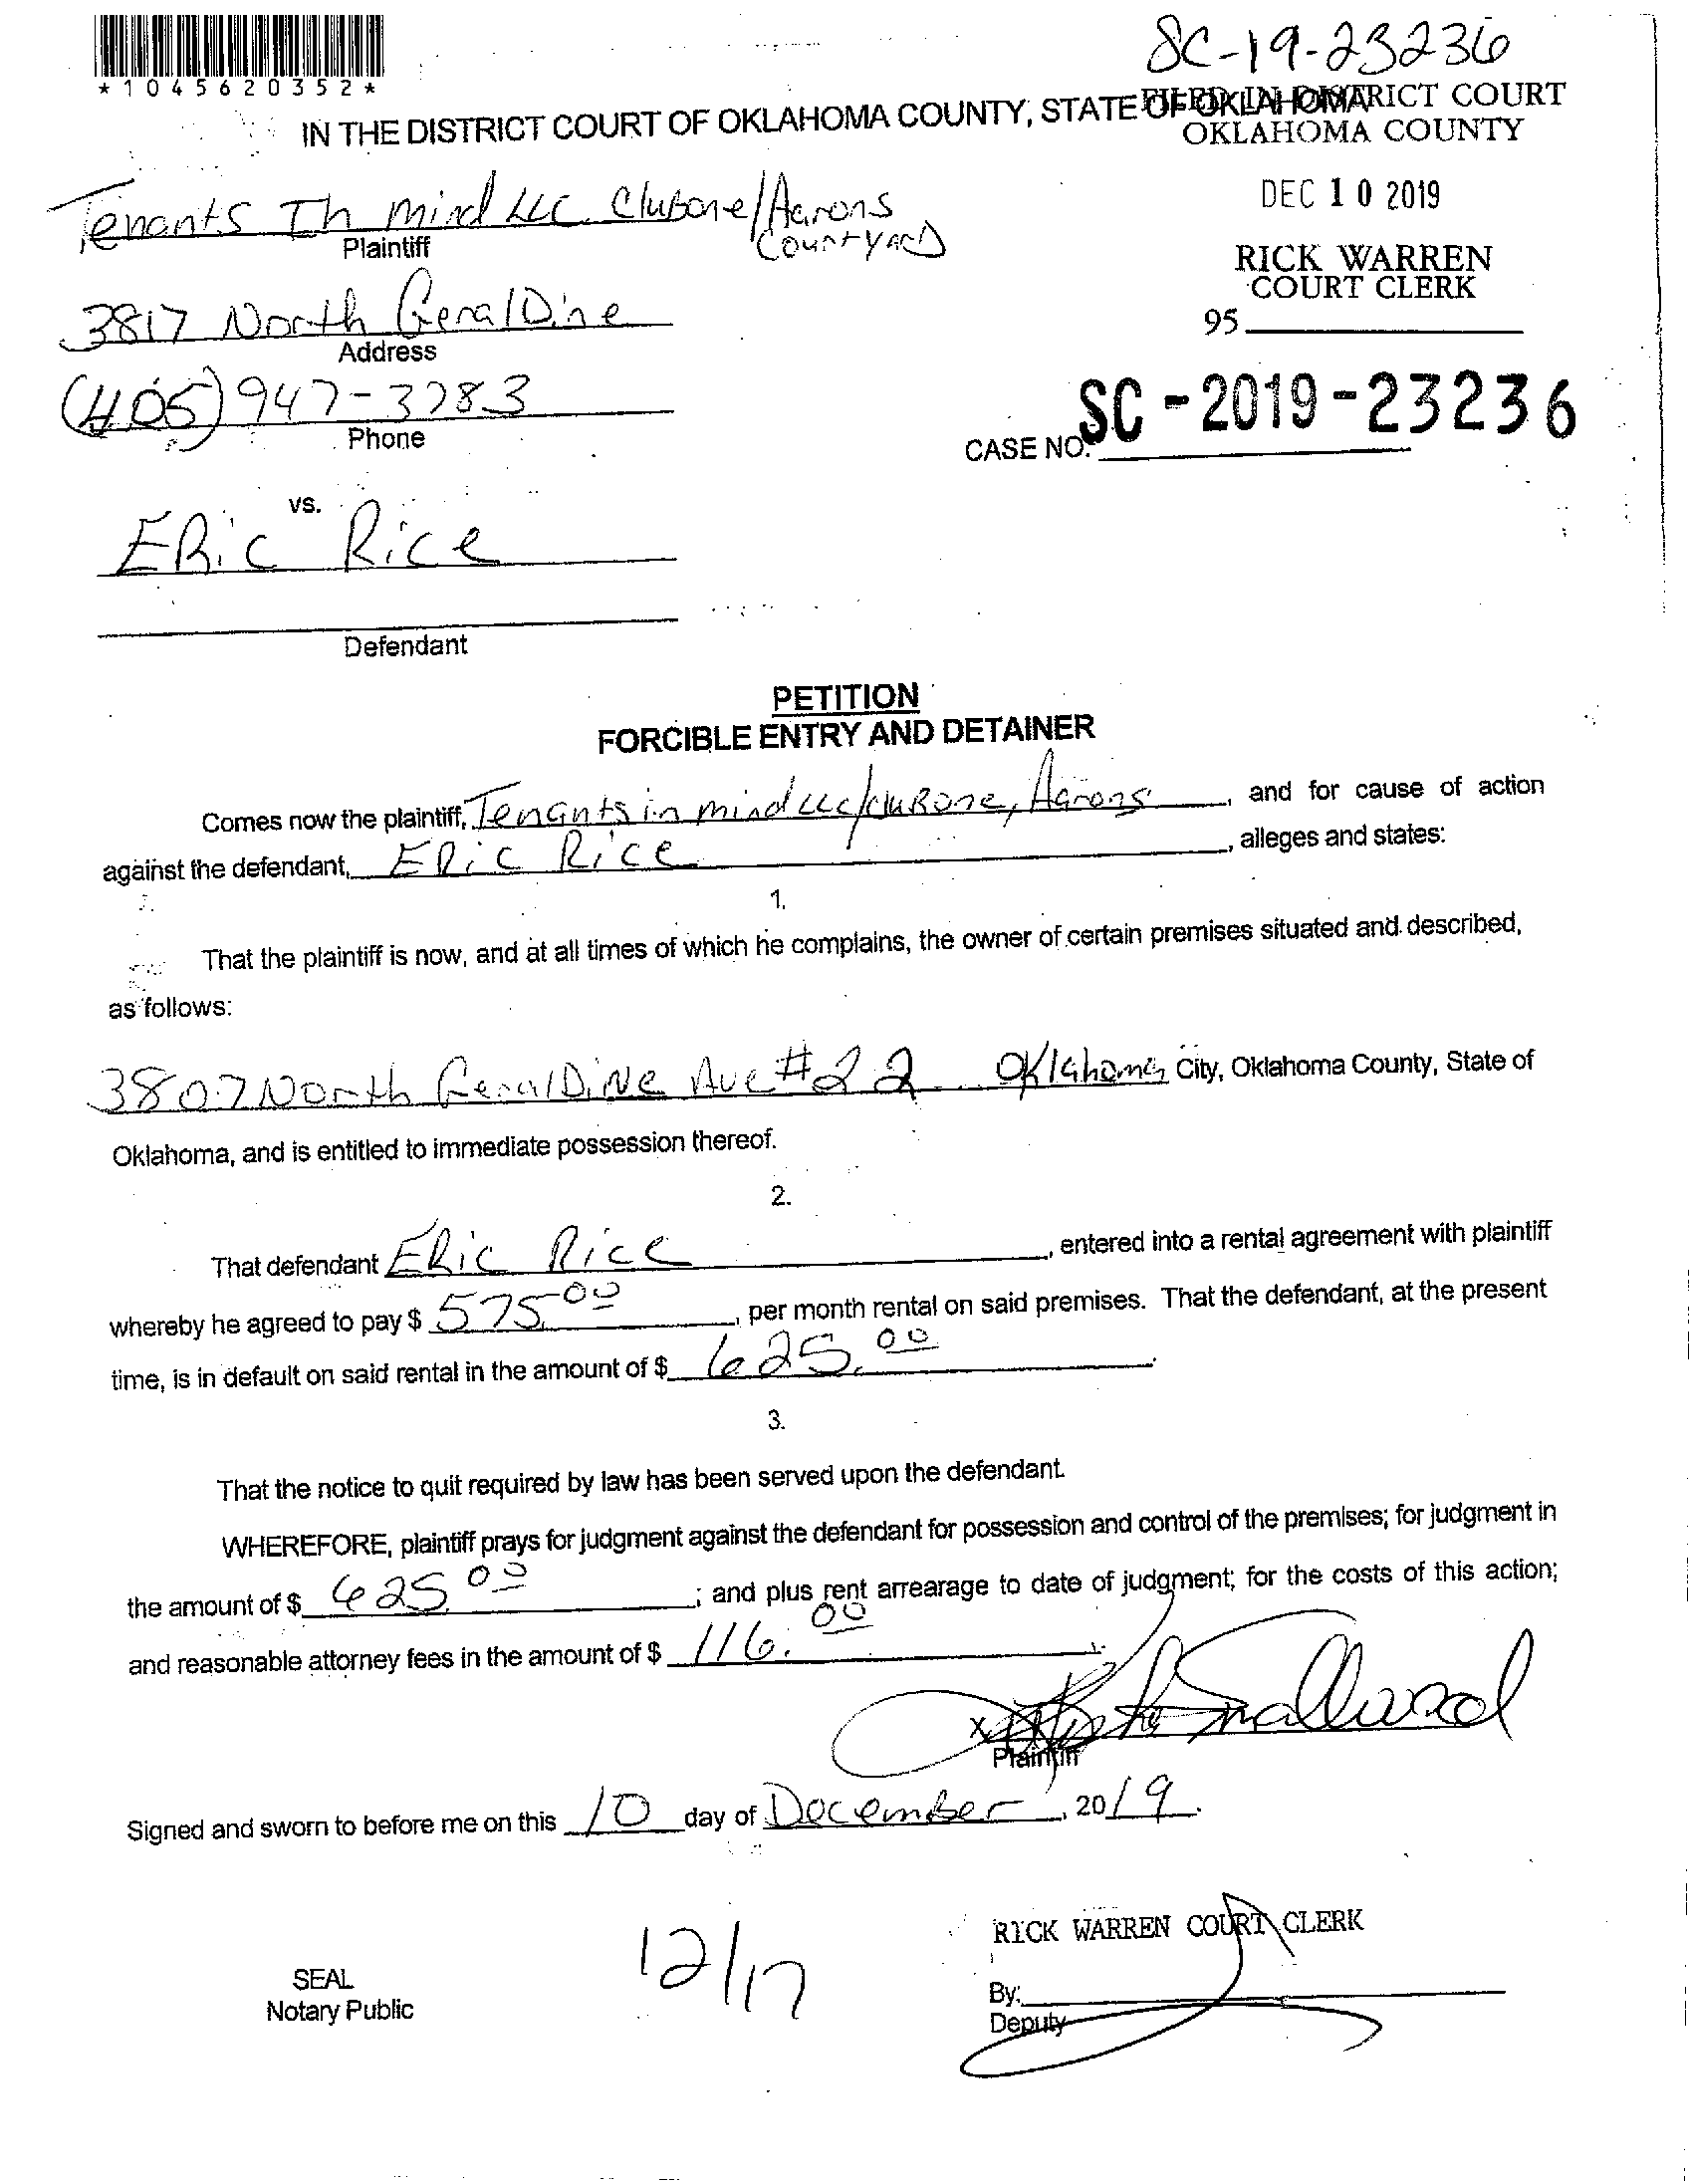 SC-19-23236
*1045620352*
IN THE DISTRICT COURT OF OKLAHOMA COUNTY, STATE OF OKLAHOMA
FILED IN DISTRICT COURT
OKLAHOMA COUNTY
DEC 10 2019
RICK WARREN
COURT CLERK
95
Tenants In mind LLC Clubone/Aarons
Courtyard
Plaintiff
3817 North GeralDine
Address
(405) 947-3783
Phone
CASE NO. SC-2019-23236
vs.
ERic Rice
Defendant
PETITION
FORCIBLE ENTRY AND DETAINER
Comes now the plaintiff, Tenants in mind LLC/cluBone, Aarons, and for cause of action
against the defendant, ERic Rice, alleges and states:
1.
That the plaintiff is now, and at all times of which he complains, the owner of certain premises situated and described,
as follows:
3807 North GeralDiNe Ave #22 Oklahoma City, Oklahoma County, State of
Oklahoma, and is entitled to immediate possession thereof.
2.
That defendant ERic Rice, entered into a rental agreement with plaintiff
whereby he agreed to pay $ 575.00, per month rental on said premises. That the defendant, at the present
time, is in default on said rental in the amount of $ 625.00.
3.
That the notice to quit required by law has been served upon the defendant.
WHEREFORE, plaintiff prays for judgment against the defendant for possession and control of the premises; for judgment in
the amount of $ 625.00; and plus rent arrearage to date of judgment; for the costs of this action;
and reasonable attorney fees in the amount of $ 116.00.
x Smallwood
Plaintiff
Signed and sworn to before me on this 10 day of December, 2019.
RICK WARREN COURT CLERK
12/17
SEAL
Notary Public
By:
Deputy